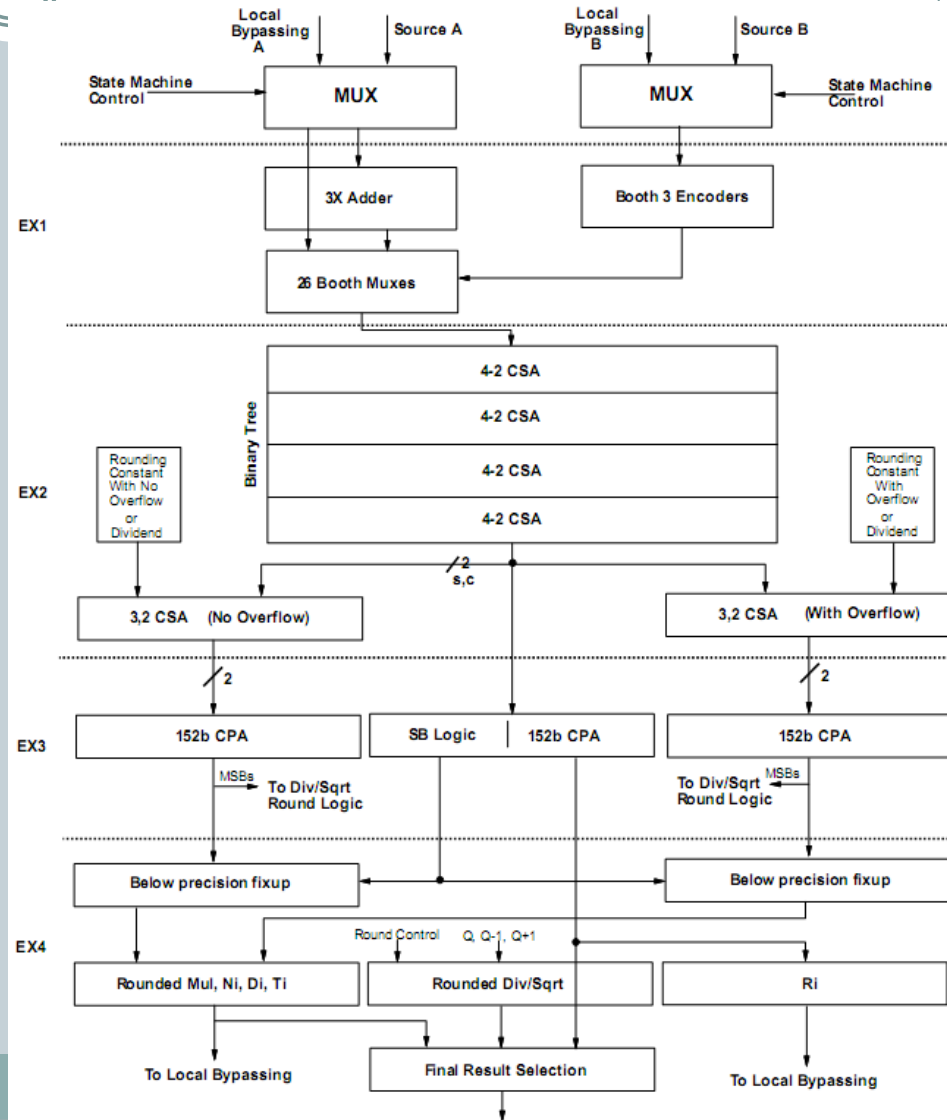 Local
Bypassing
A
Source A
Local
Bypassing
B
Source B
State Machine
Control
MUX
MUX
State Machine
Control
EX1
3X Adder
Booth 3 Encoders
26 Booth Muxes
EX2
Binary Tree
4-2 CSA
4-2 CSA
4-2 CSA
4-2 CSA
Rounding
Constant
With No
Overflow
or
Dividend
Rounding
Constant
With
Overflow
or
Dividend
2
s,c
3,2 CSA (No Overflow)
3,2 CSA (With Overflow)
2
2
EX3
152b CPA
SB Logic | 152b CPA
152b CPA
MSBs
To Div/Sqrt
Round Logic
MSBs
To Div/Sqrt
Round Logic
EX4
Below precision fixup
Below precision fixup
Round Control
Q, Q-1, Q+1
Rounded Mul, Ni, Di, Ti
Rounded Div/Sqrt
Ri
To Local Bypassing
Final Result Selection
To Local Bypassing